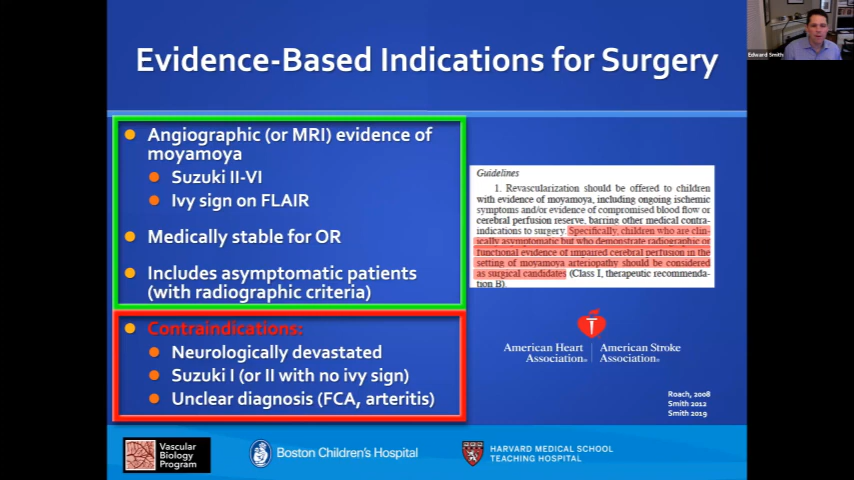 Evidence-Based Indications for Surgery
Angiographic (or MRI) evidence of
moyamoya
Suzuki II-VI
Ivy sign on FLAIR
Medically stable for OR
Includes asymptomatic patients
(with radiographic criteria)
Contraindications:
Neurologically devastated
Suzuki I (or II with no ivy sign)
Unclear diagnosis (FCA, arteritis)
Guidelines
1. Revascularization should be offered to children
with evidence of moyamoya, including ongoing ischemic
symptoms and/or evidence of compromised blood flow or
cerebral perfusion reserve, barring other medical contra-
indications to surgery. Specifically, children who are clin-
ically asymptomatic but who demonstrate radiographic or
functional evidence of impaired cerebral perfusion in the
setting of moyamoya arteriopathy should be considered
as surgical candidates (Class I, therapeutic recommenda-
tion B).
American Heart Association®
American Stroke Association®
Roach, 2008
Smith 2012
Smith 2019
Vascular
Biology
Program
Boston Children's Hospital
HARVARD MEDICAL SCHOOL
TEACHING HOSPITAL
Edward Smith